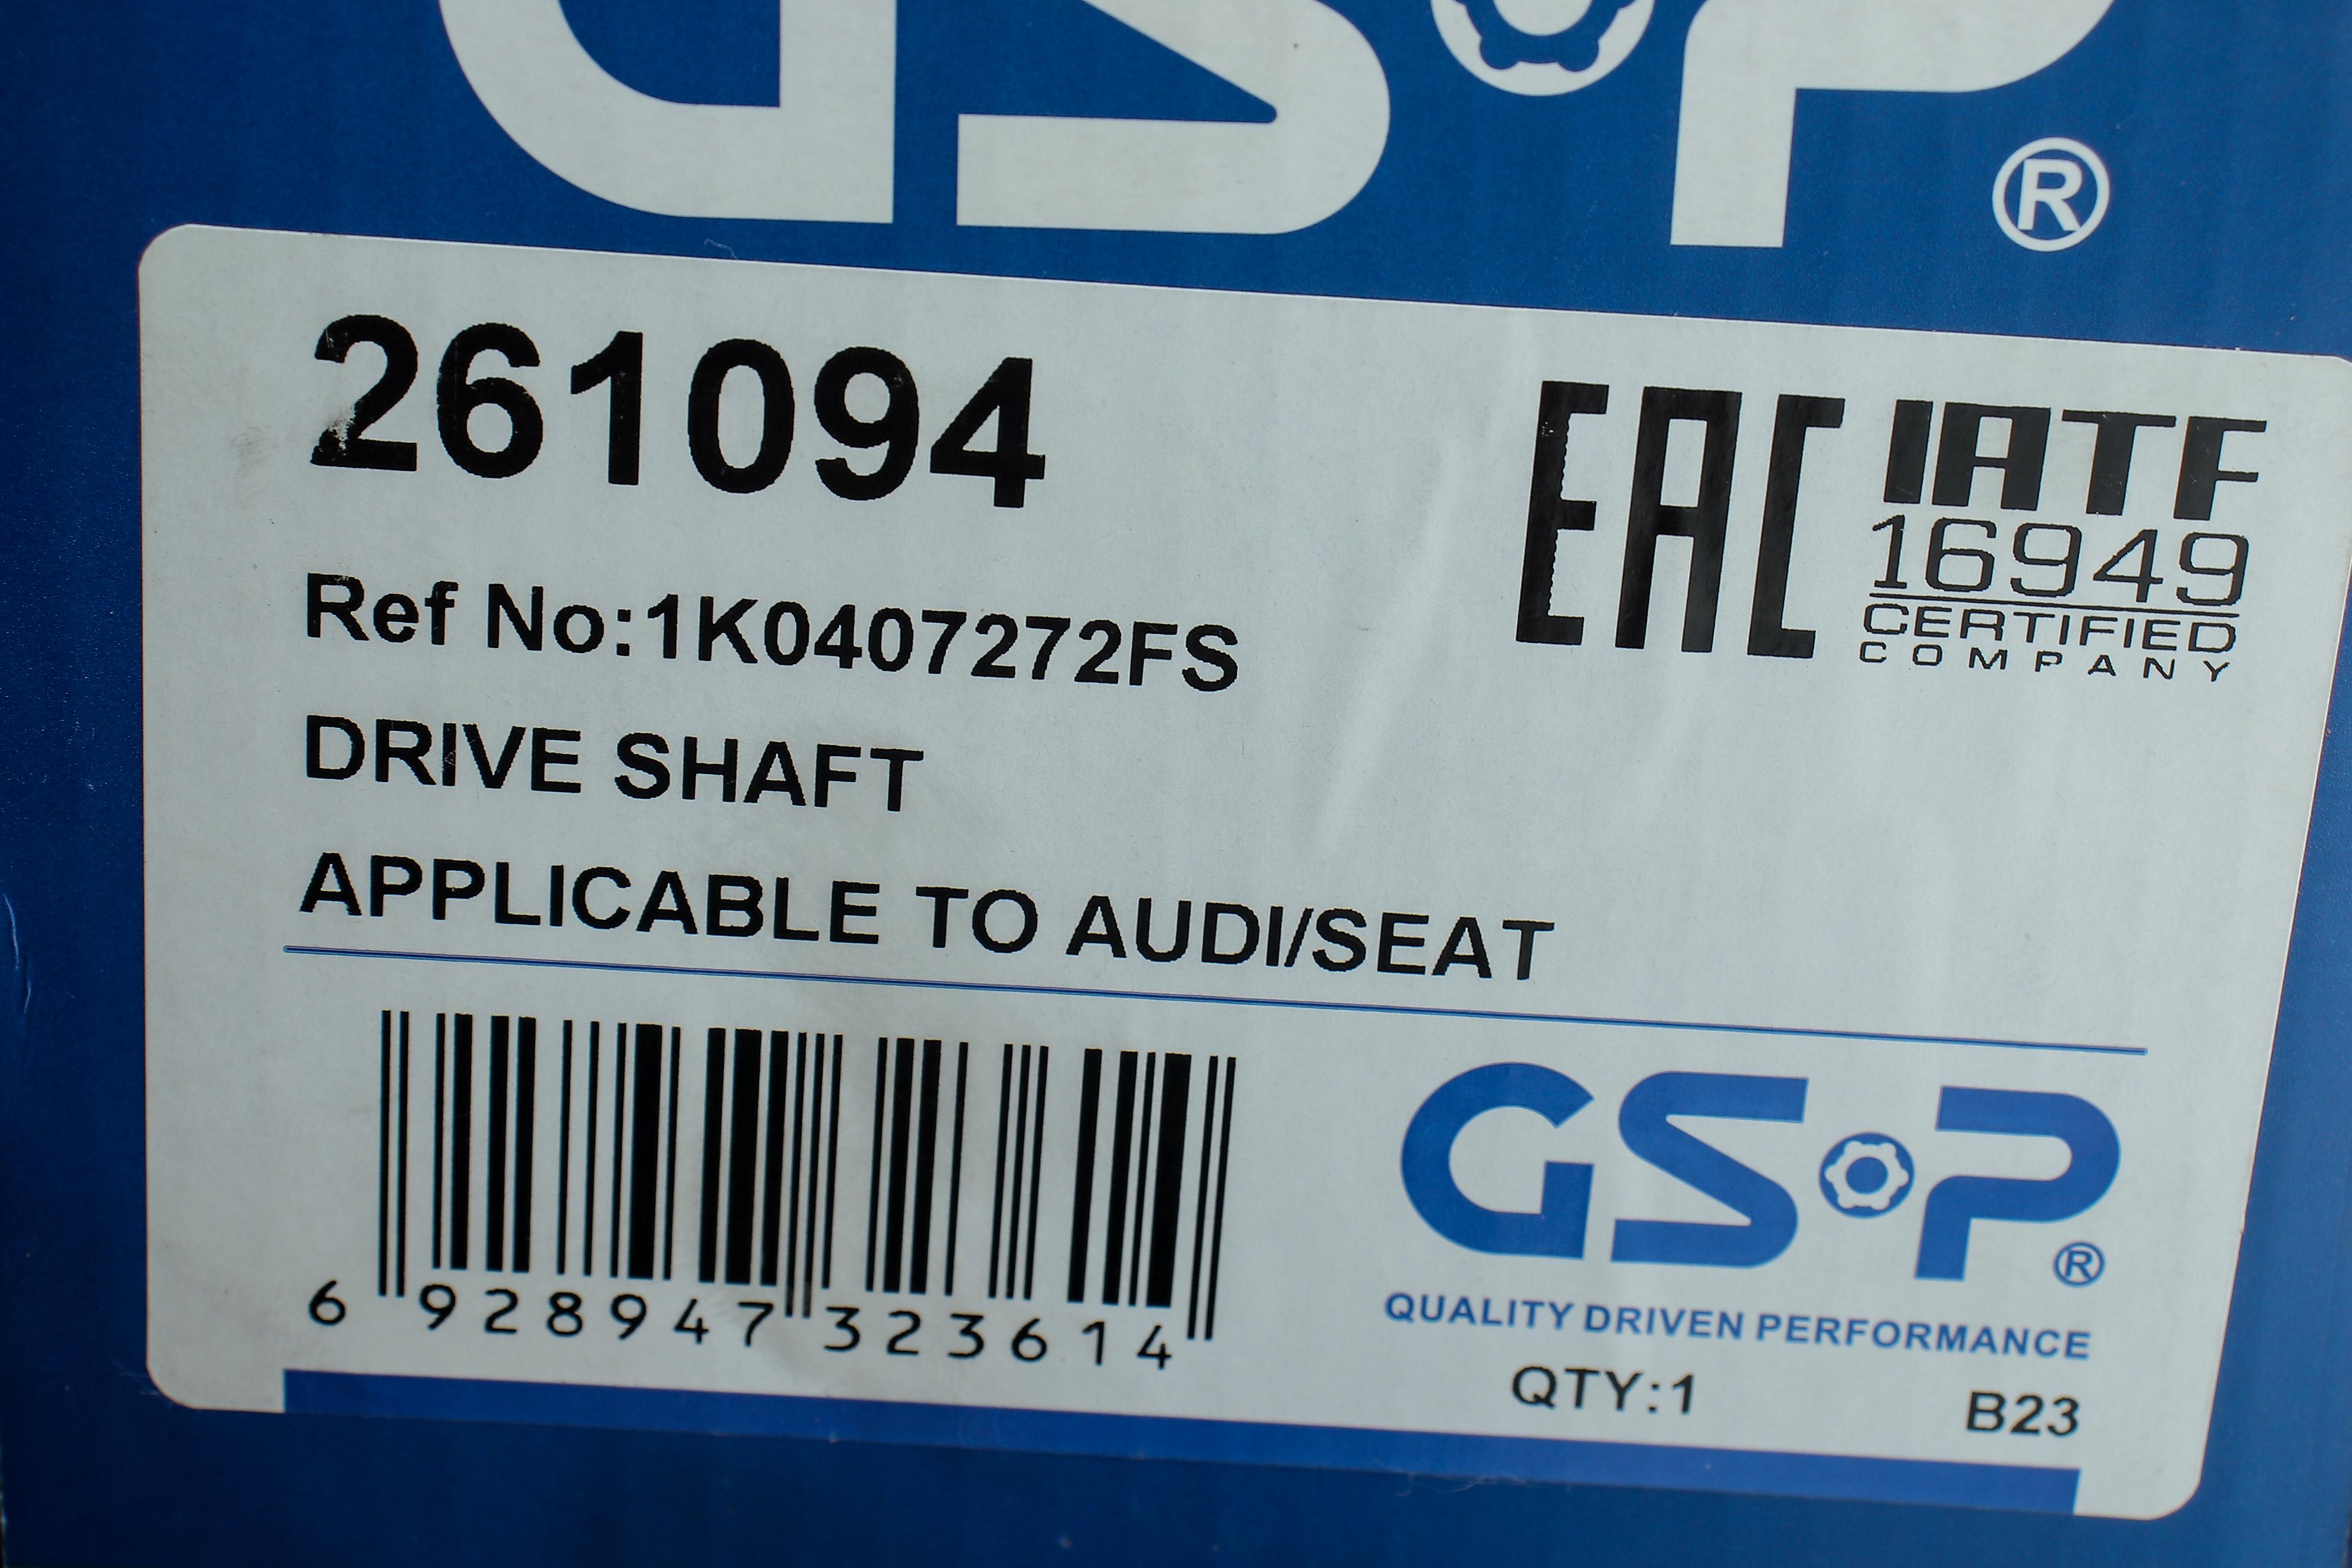 GSP®
261094
EAC
IATF
16949
CERTIFIED
COMPANY
Ref No:1K0407272FS
DRIVE SHAFT
APPLICABLE TO AUDI/SEAT
6 928947 323614
GSP®
QUALITY DRIVEN PERFORMANCE
QTY:1 B23